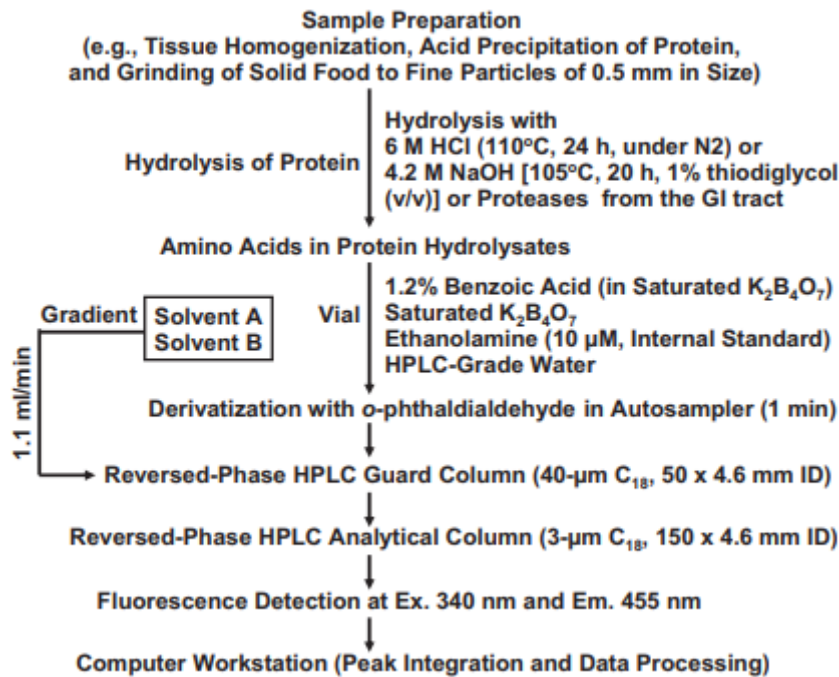 Sample Preparation
(e.g., Tissue Homogenization, Acid Precipitation of Protein,
and Grinding of Solid Food to Fine Particles of 0.5 mm in Size)
Hydrolysis of Protein
Hydrolysis with
6 M HCl (110°C, 24 h, under N2) or
4.2 M NaOH [105°C, 20 h, 1% thiodiglycol
(v/v)] or Proteases from the GI tract
Amino Acids in Protein Hydrolysates
Gradient
Solvent A
Solvent B
1.1 ml/min
Vial
1.2% Benzoic Acid (in Saturated K₂B₄O₇)
Saturated K₂B₄O₇
Ethanolamine (10 µM, Internal Standard)
HPLC-Grade Water
Derivatization with o-phthaldialdehyde in Autosampler (1 min)
Reversed-Phase HPLC Guard Column (40-µm C₁₈, 50 x 4.6 mm ID)
Reversed-Phase HPLC Analytical Column (3-µm C₁₈, 150 x 4.6 mm ID)
Fluorescence Detection at Ex. 340 nm and Em. 455 nm
Computer Workstation (Peak Integration and Data Processing)